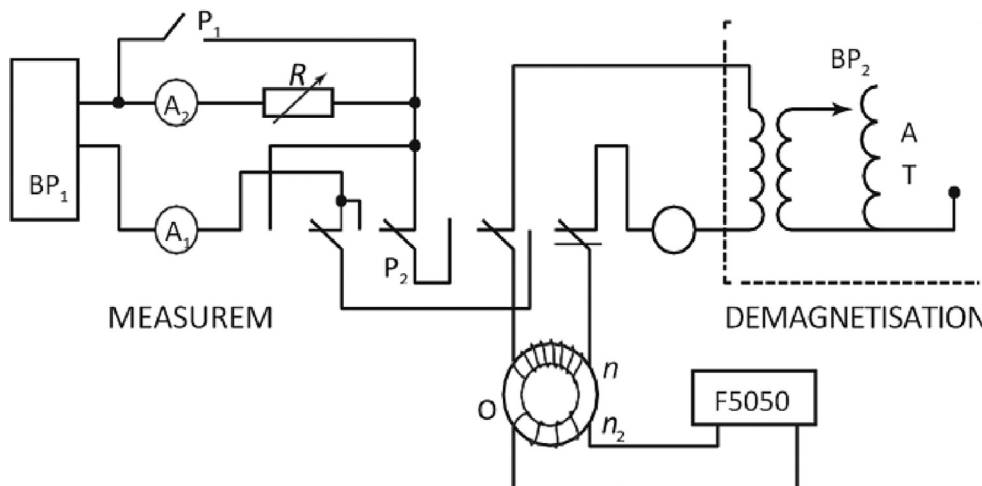 P₁
R
BP₂
A₂
A
T
BP₁
A₁
P₂
MEASUREM
DEMAGNETISATION
n
F5050
O
n₂